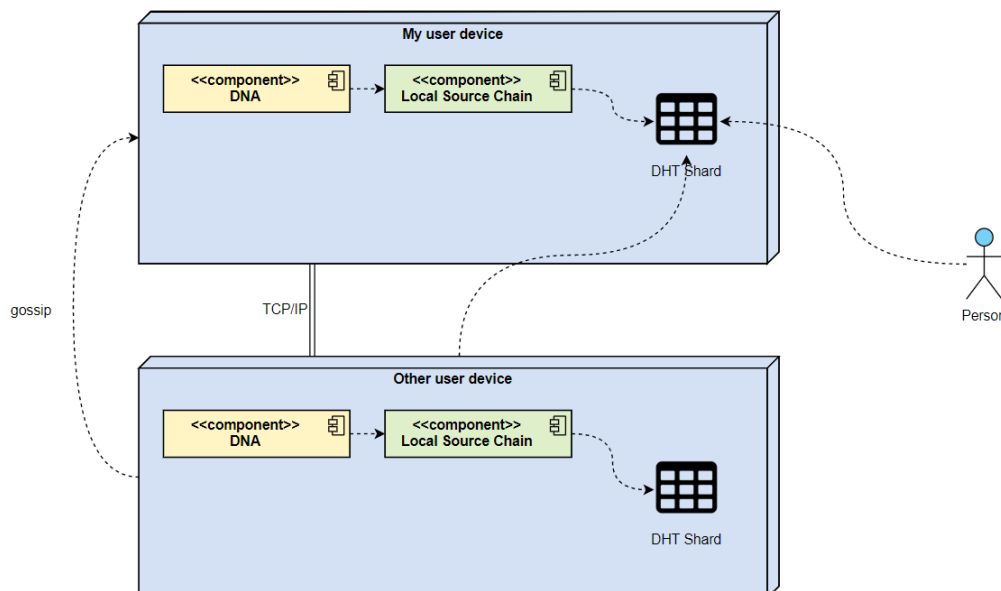 My user device
<<component>>
DNA
<<component>>
Local Source Chain
DHT Shard
gossip
TCP/IP
Person
Other user device
<<component>>
DNA
<<component>>
Local Source Chain
DHT Shard